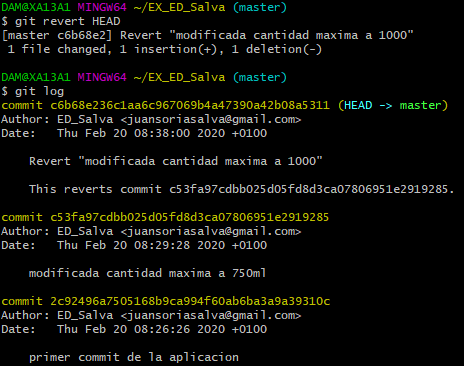 DAM@XA13A1 MINGW64 ~/EX_ED_Salva (master)
$ git revert HEAD
[master c6b68e2] Revert "modificada cantidad maxima a 1000"
 1 file changed, 1 insertion(+), 1 deletion(-)

DAM@XA13A1 MINGW64 ~/EX_ED_Salva (master)
$ git log
commit c6b68e236c1aa6c967069b4a47390a42b08a5311 (HEAD -> master)
Author: ED_Salva <juansoriasalva@gmail.com>
Date:   Thu Feb 20 08:38:00 2020 +0100

    Revert "modificada cantidad maxima a 1000"

    This reverts commit c53fa97cdbb025d05fd8d3ca07806951e2919285.

commit c53fa97cdbb025d05fd8d3ca07806951e2919285
Author: ED_Salva <juansoriasalva@gmail.com>
Date:   Thu Feb 20 08:29:28 2020 +0100

    modificada cantidad maxima a 750ml

commit 2c92496a7505168b9ca994f60ab6ba3a9a39310c
Author: ED_Salva <juansoriasalva@gmail.com>
Date:   Thu Feb 20 08:26:26 2020 +0100

    primer commit de la aplicacion